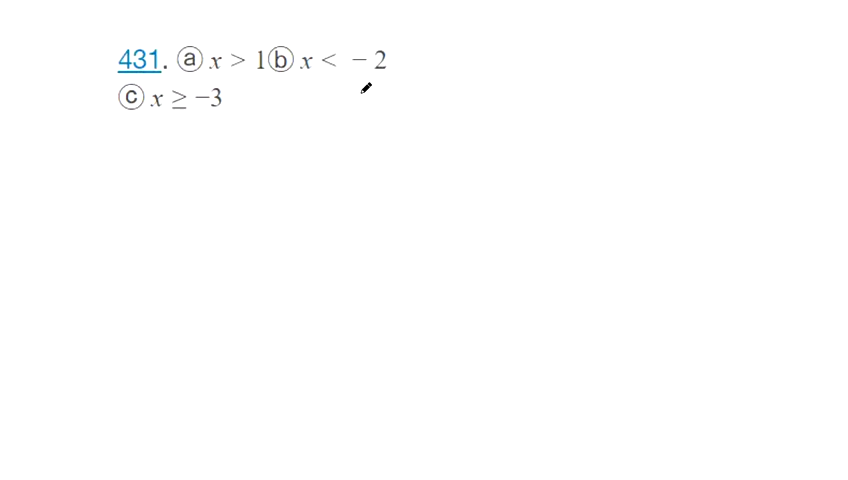 431. ⓐ x > 1ⓑ x < − 2
ⓒ x ≥ −3